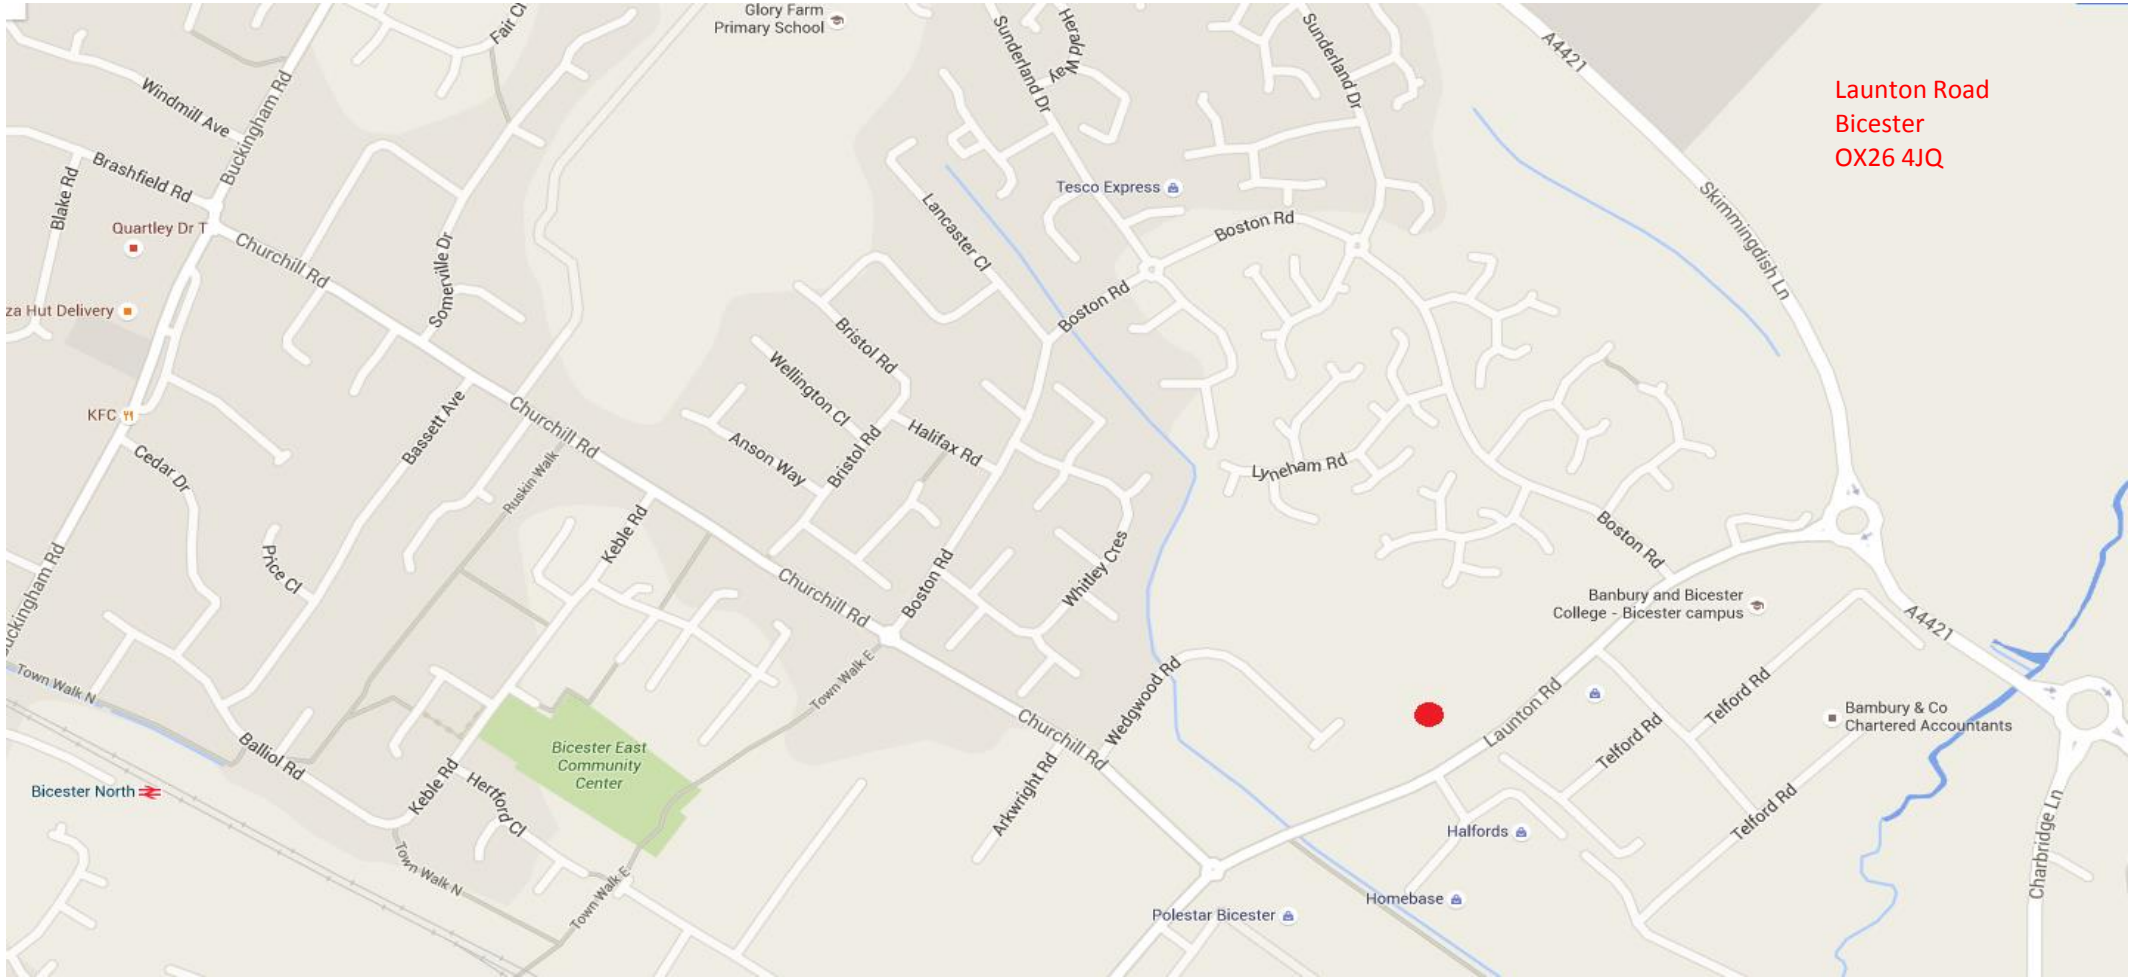 Glory Farm
Primary School
Fair Cl
Sunderland Dr
Herald Way
Sunderland Dr
A4421
Launton Road
Bicester
OX26 4JQ
Windmill Ave
Buckingham Rd
Brashfield Rd
Blake Rd
Tesco Express
Skimmingdish Ln
Lancaster Cl
Boston Rd
Quartley Dr T
Churchill Rd
Somerville Dr
Boston Rd
za Hut Delivery
Bristol Rd
Wellington Cl
KFC
Bassett Ave
Churchill Rd
Halifax Rd
Anson Way
Bristol Rd
Cedar Dr
Ruskin Walk
Lyneham Rd
Keble Rd
Boston Rd
Price Cl
Boston Rd
Whitley Cres
Churchill Rd
uckingham Rd
Banbury and Bicester
College - Bicester campus
A4421
Town Walk N
Town Walk E
Wedgwood Rd
Launton Rd
Telford Rd
Telford Rd
Bambury & Co
Chartered Accountants
Churchill Rd
Balliol Rd
Bicester East
Community
Center
Bicester North
Keble Rd
Hertford Cl
Arkwright Rd
Telford Rd
Halfords
Charbridge Ln
Town Walk N
Town Walk E
Homebase
Polestar Bicester